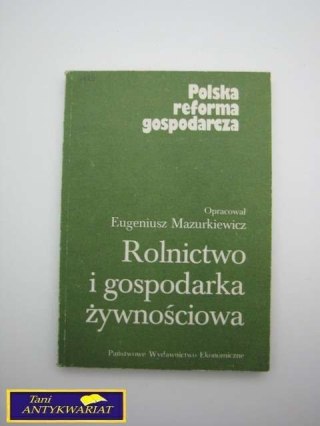 Polska
reforma
gospodarcza
Opracował
Eugeniusz Mazurkiewicz
Rolnictwo
i gospodarka
żywnościowa
Państwowe Wydawnictwo Ekonomiczne
Tani
ANTYKWARIAT